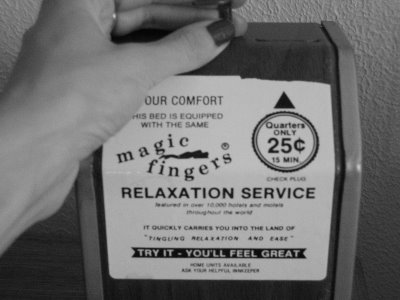 OUR COMFORT
THIS BED IS EQUIPPED
WITH THE SAME
magic
fingers®
Quarters
ONLY
25¢
15 MIN.
CHECK PLUG
RELAXATION SERVICE
featured in over 10,000 hotels and motels
throughout the world
IT QUICKLY CARRIES YOU INTO THE LAND OF
"TINGLING RELAXATION AND EASE"
TRY IT - YOU'LL FEEL GREAT
HOME UNITS AVAILABLE
ASK YOUR HELPFUL INNKEEPER